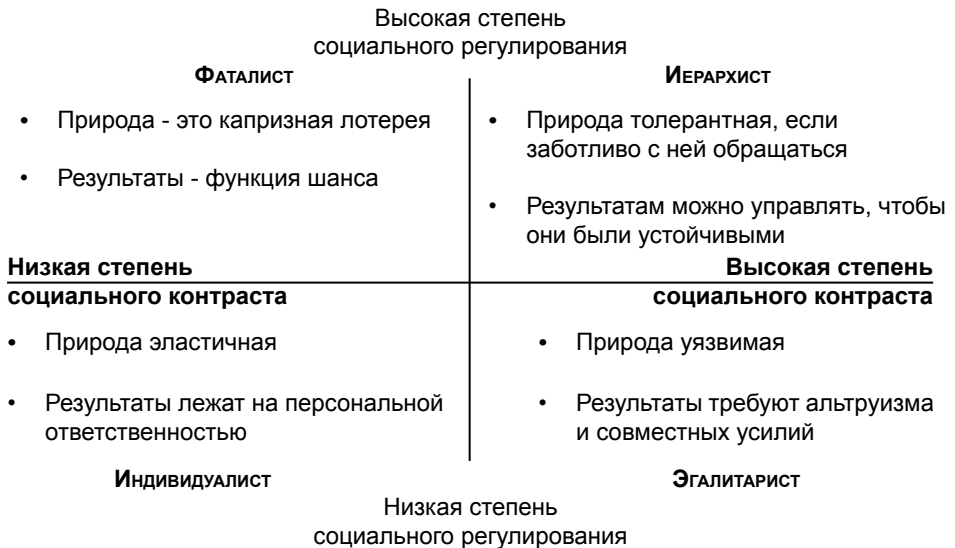 Высокая степень
социального регулирования
Фаталист
• Природа - это капризная лотерея
• Результаты - функция шанса
Иерархист
• Природа толерантная, если
заботливо с ней обращаться
• Результатам можно управлять, чтобы
они были устойчивыми
Низкая степень
социального контраста
Высокая степень
социального контраста
• Природа эластичная
• Результаты лежат на персональной
ответственностью
Индивидуалист
• Природа уязвимая
• Результаты требуют альтруизма
и совместных усилий
Эгалитарист
Низкая степень
социального регулирования